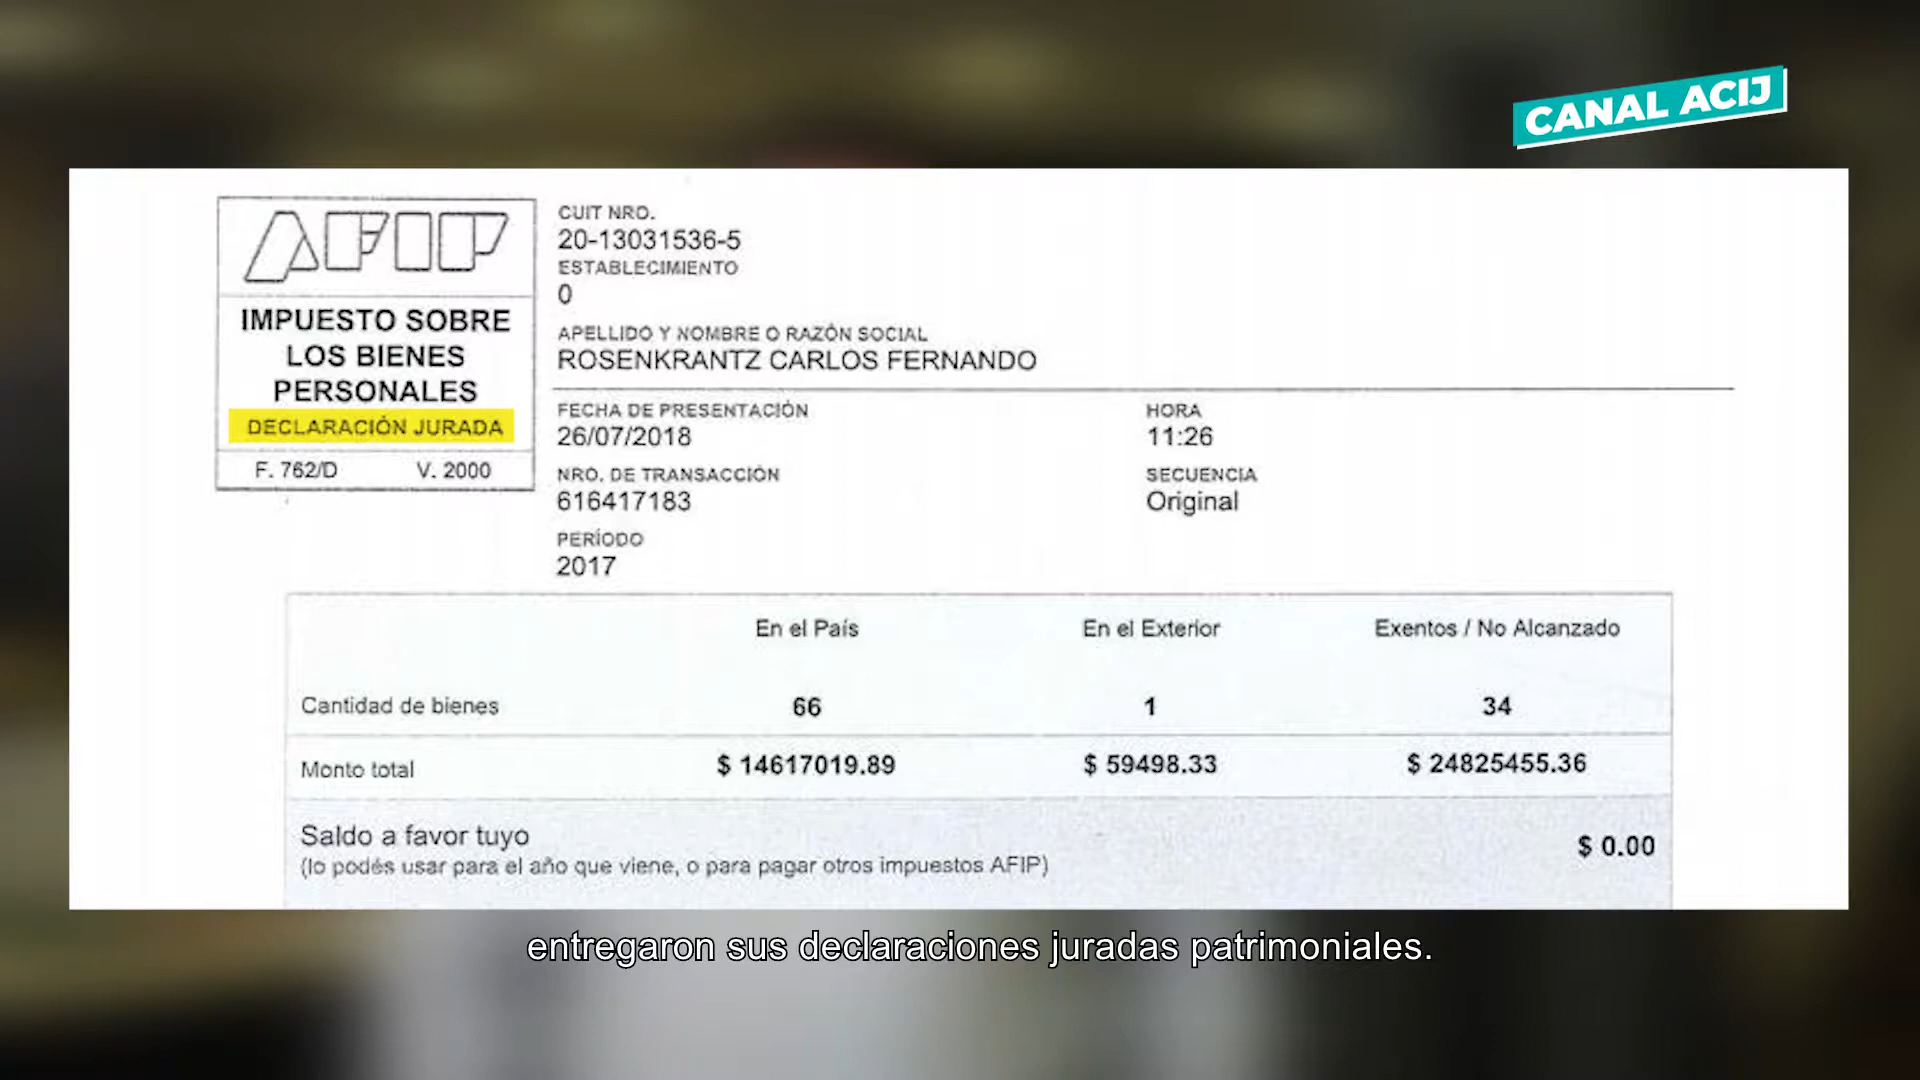 CANAL ACIJ
AFIP
IMPUESTO SOBRE
LOS BIENES
PERSONALES
DECLARACIÓN JURADA
F. 762/D V. 2000
CUIT NRO.
20-13031536-5
ESTABLECIMIENTO
0
APELLIDO Y NOMBRE O RAZÓN SOCIAL
ROSENKRANTZ CARLOS FERNANDO
FECHA DE PRESENTACIÓN HORA
26/07/2018 11:26
NRO. DE TRANSACCIÓN SECUENCIA
616417183 Original
PERÍODO
2017
En el País En el Exterior Exentos / No Alcanzado
Cantidad de bienes 66 1 34
Monto total $ 14617019.89 $ 59498.33 $ 24825455.36
Saldo a favor tuyo $ 0.00
(lo podés usar para el año que viene, o para pagar otros impuestos AFIP)
entregaron sus declaraciones juradas patrimoniales.